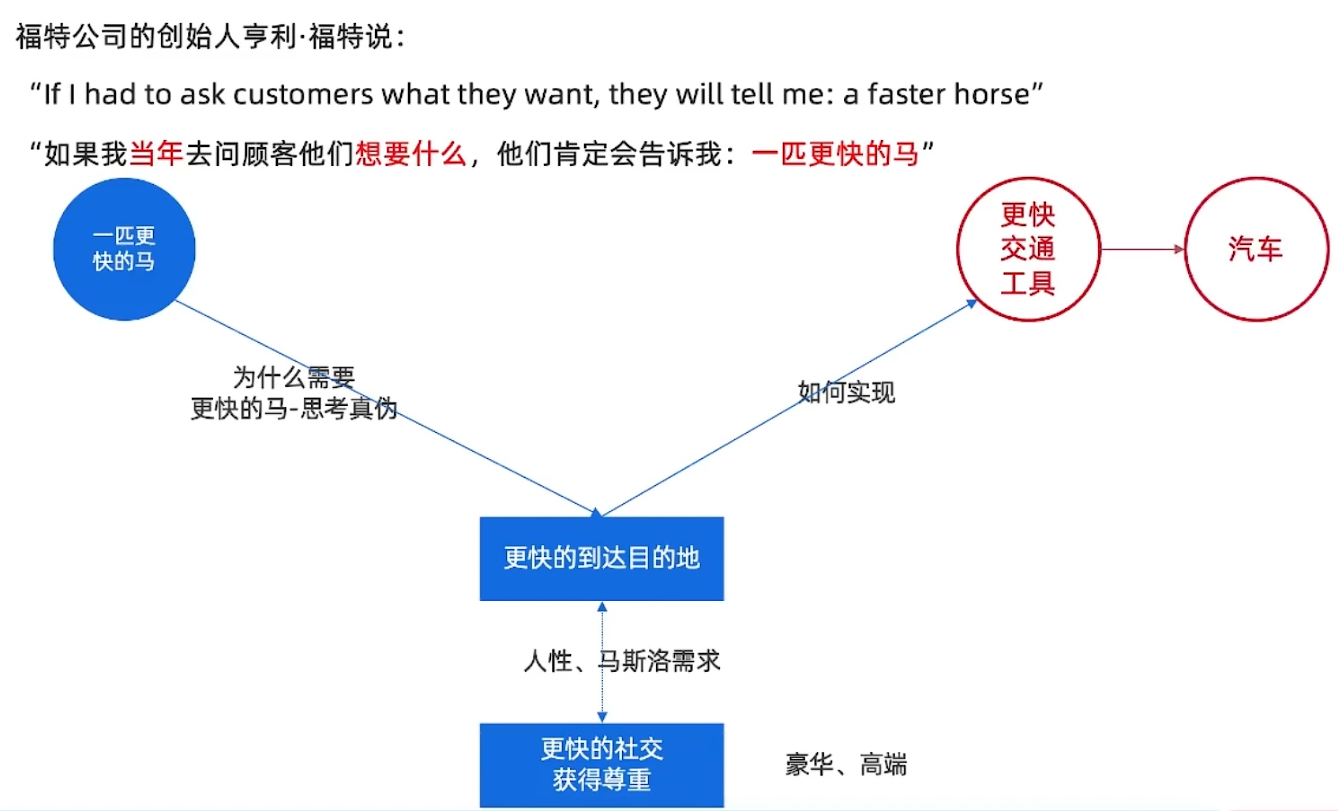 福特公司的创始人亨利·福特说：
“If I had to ask customers what they want, they will tell me: a faster horse”
“如果我当年去问顾客他们想要什么，他们肯定会告诉我：一匹更快的马”
一匹更
快的马
更快
交通
工具
汽车
为什么需要
更快的马-思考真伪
如何实现
更快的到达目的地
人性、马斯洛需求
更快的社交
获得尊重
豪华、高端